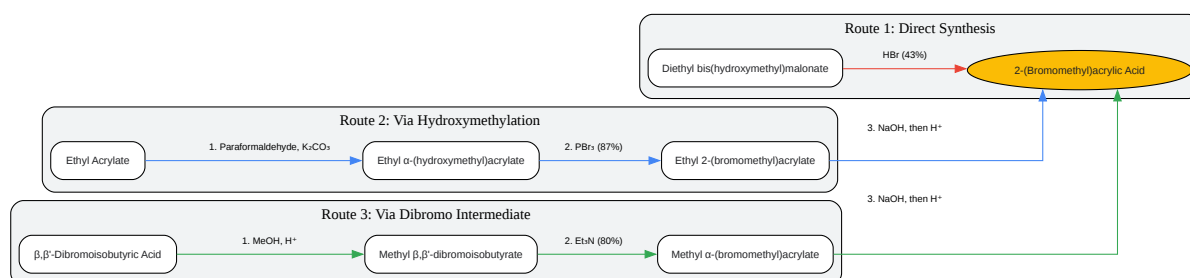 Route 1: Direct Synthesis
Diethyl bis(hydroxymethyl)malonate
HBr (43%)
2-(Bromomethyl)acrylic Acid
Route 2: Via Hydroxymethylation
Ethyl Acrylate
1. Paraformaldehyde, K₂CO₃
Ethyl α-(hydroxymethyl)acrylate
2. PBr₃ (87%)
Ethyl 2-(bromomethyl)acrylate
3. NaOH, then H⁺
Route 3: Via Dibromo Intermediate
β,β'-Dibromoisobutyric Acid
1. MeOH, H⁺
Methyl β,β'-dibromoisobutyrate
2. Et₃N (80%)
Methyl α-(bromomethyl)acrylate
3. NaOH, then H⁺